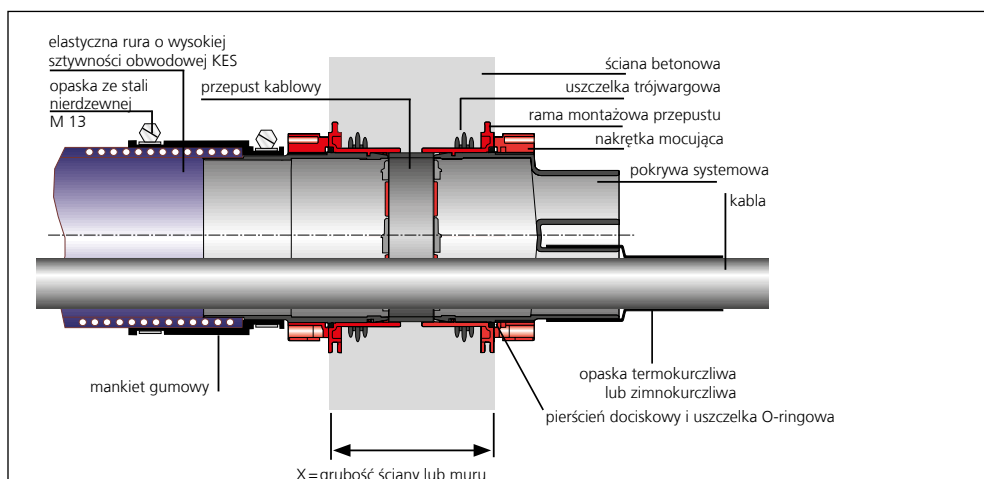 elastyczna rura o wysokiej
sztywności obwodowej KES
opaska ze stali
nierdzewnej
M 13
przepust kablowy
ściana betonowa
uszczelka trójwargowa
rama montażowa przepustu
nakrętka mocująca
pokrywa systemowa
kabla
mankiet gumowy
opaska termokurczliwa
lub zimnokurczliwa
pierścień dociskowy i uszczelka O-ringowa
X=grubość ściany lub muru